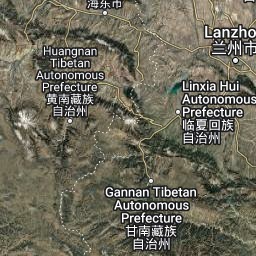 海东市
Lanzho
兰州市
Huangnan
Tibetan
Autonomous
Prefecture
黄南藏族
自治州
Linxia Hui
Autonomous
Prefecture
临夏回族
自治州
Gannan Tibetan
Autonomous
Prefecture
甘南藏族
自治州